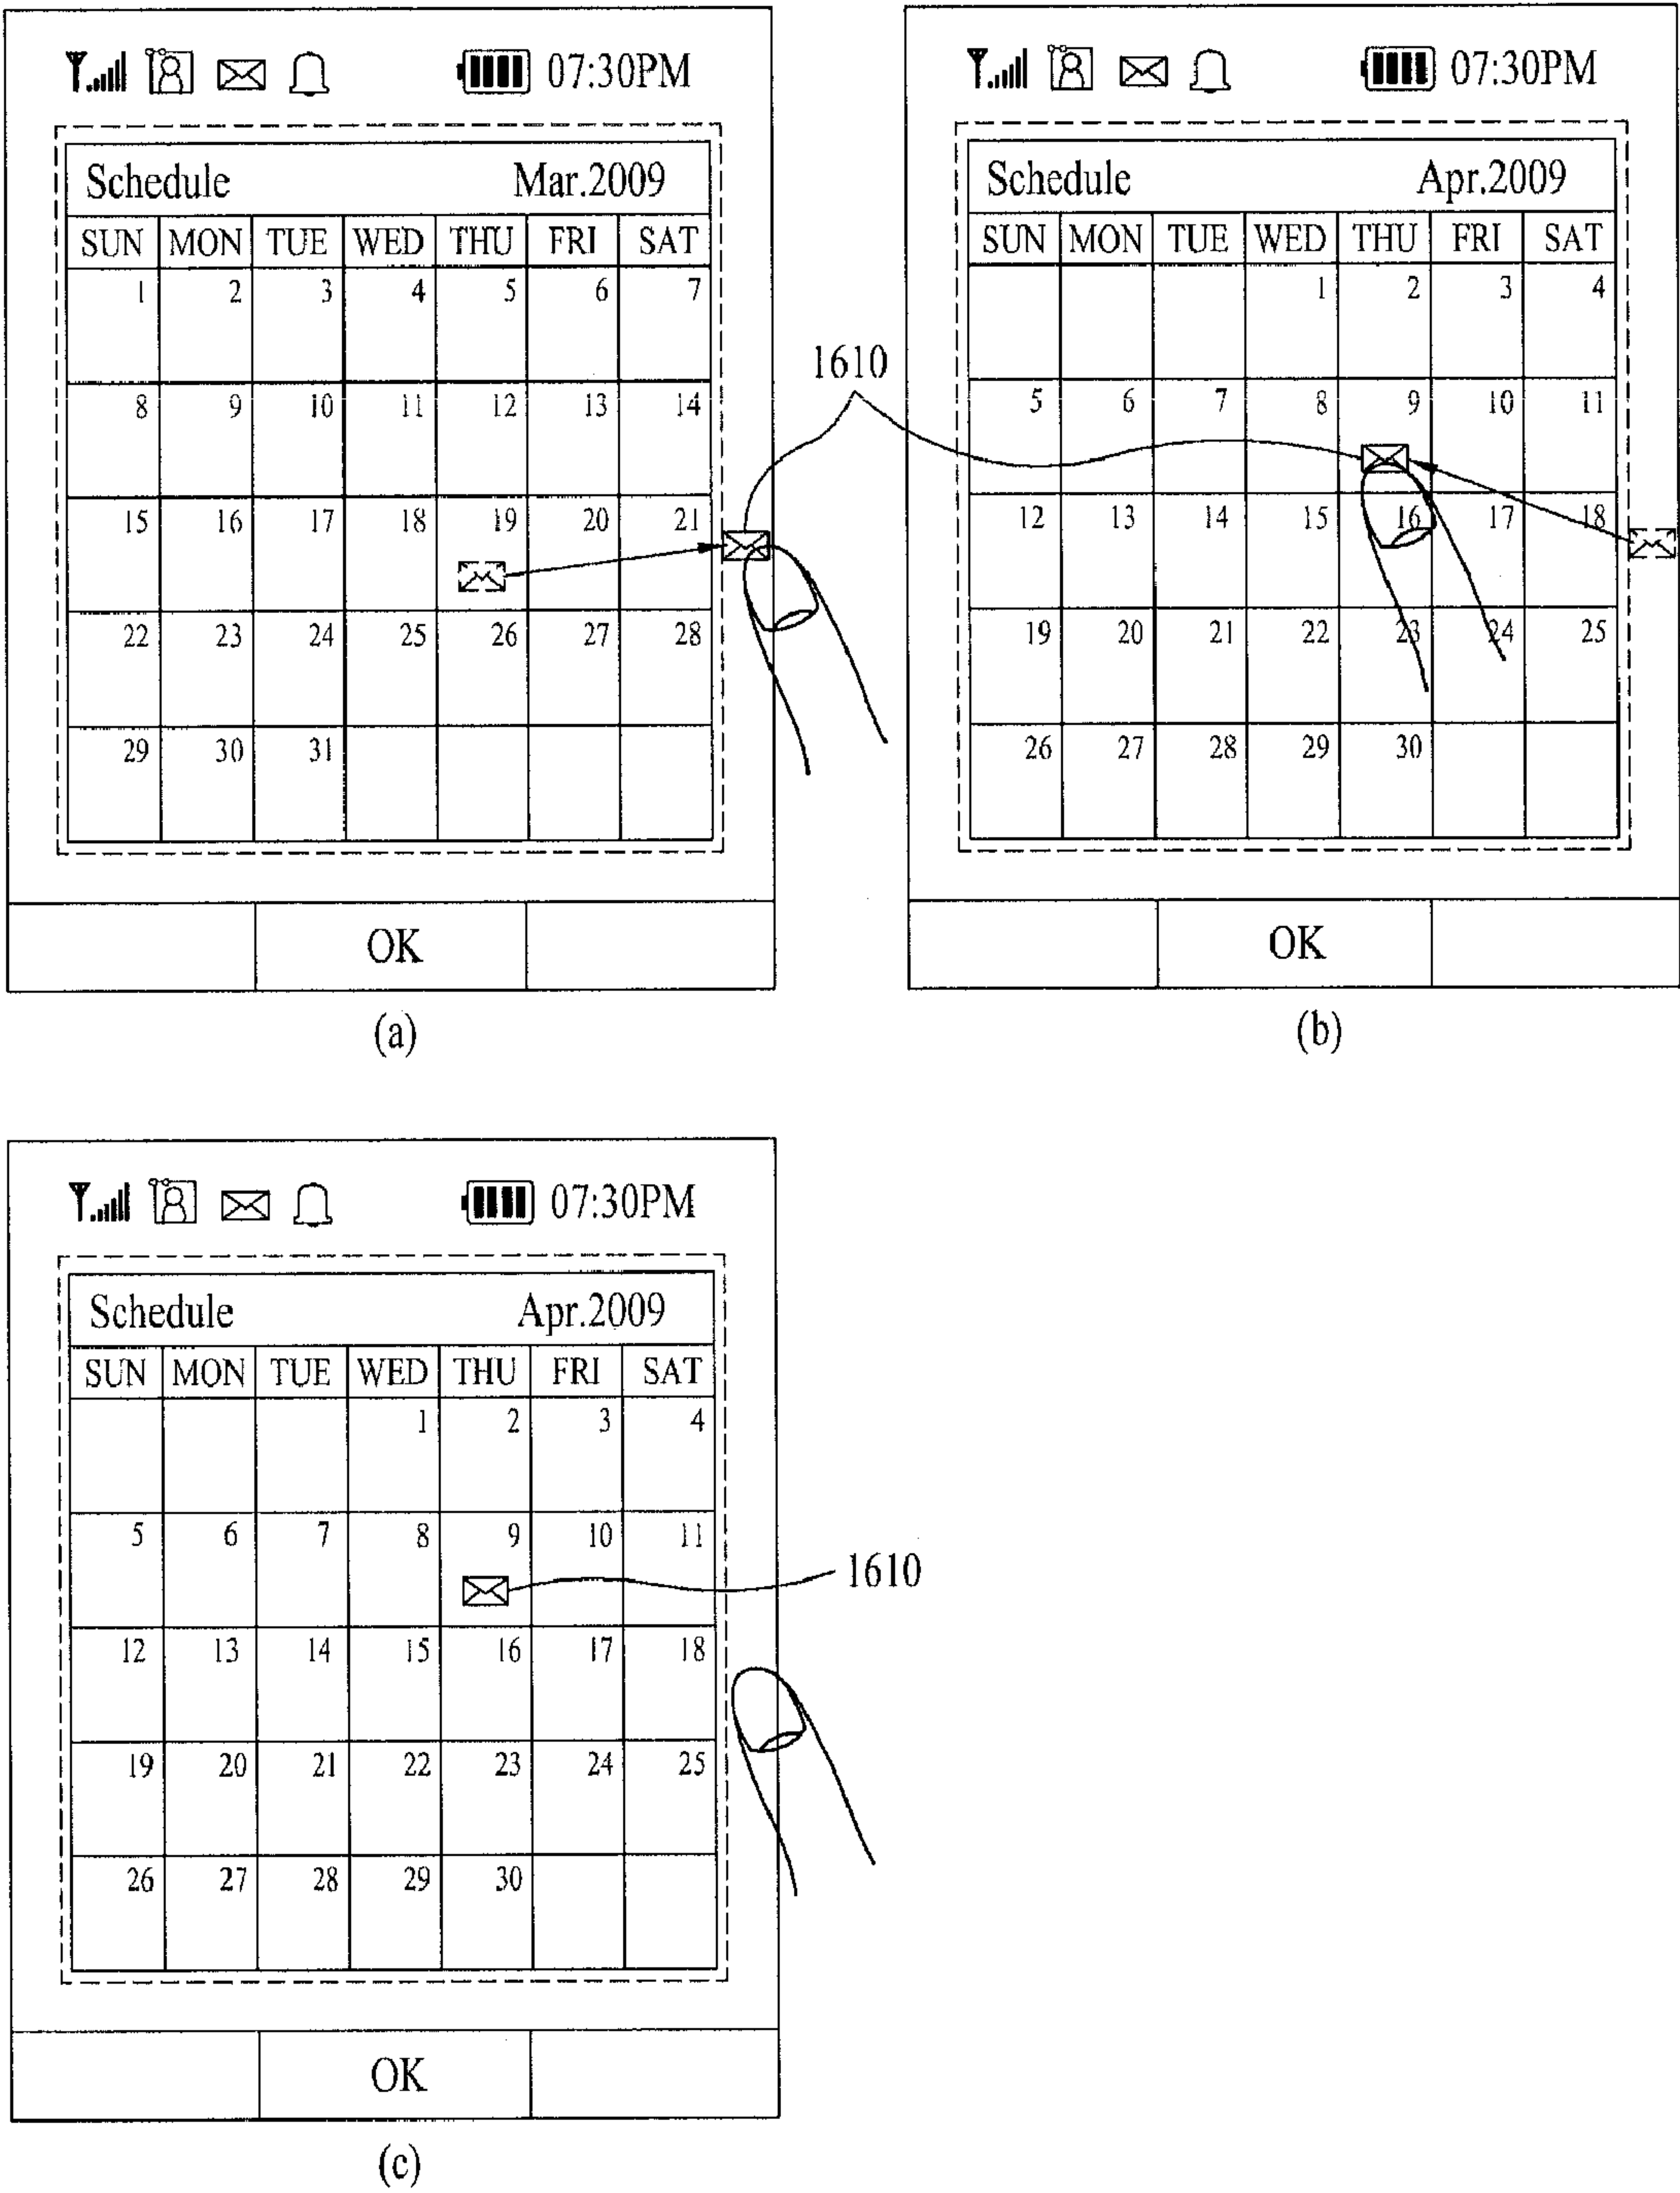 07:30PM
Schedule Mar.2009
SUN MON TUE WED THU FRI SAT
1 2 3 4 5 6 7
8 9 10 11 12 13 14
15 16 17 18 19 20 21
22 23 24 25 26 27 28
29 30 31
OK
(a)
1610
07:30PM
Schedule Apr.2009
SUN MON TUE WED THU FRI SAT
1 2 3 4
5 6 7 8 9 10 11
12 13 14 15 16 17 18
19 20 21 22 23 24 25
26 27 28 29 30
OK
(b)
07:30PM
Schedule Apr.2009
SUN MON TUE WED THU FRI SAT
1 2 3 4
5 6 7 8 9 10 11
1610
12 13 14 15 16 17 18
19 20 21 22 23 24 25
26 27 28 29 30
OK
(c)